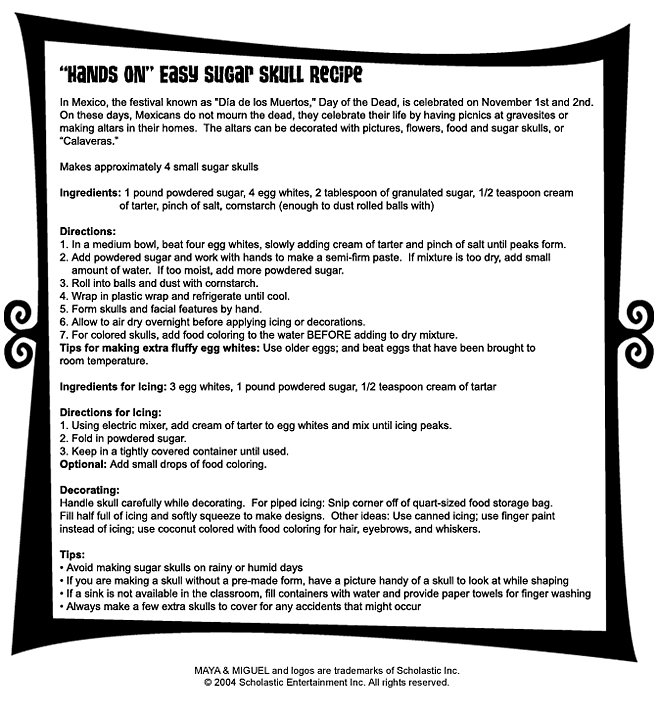 "Hands On" Easy Sugar Skull Recipe
In Mexico, the festival known as "Día de los Muertos," Day of the Dead, is celebrated on November 1st and 2nd.
On these days, Mexicans do not mourn the dead, they celebrate their life by having picnics at gravesites or
making altars in their homes. The altars can be decorated with pictures, flowers, food and sugar skulls, or
"Calaveras."
Makes approximately 4 small sugar skulls
Ingredients: 1 pound powdered sugar, 4 egg whites, 2 tablespoon of granulated sugar, 1/2 teaspoon cream
of tarter, pinch of salt, cornstarch (enough to dust rolled balls with)
Directions:
1. In a medium bowl, beat four egg whites, slowly adding cream of tarter and pinch of salt until peaks form.
2. Add powdered sugar and work with hands to make a semi-firm paste. If mixture is too dry, add small
amount of water. If too moist, add more powdered sugar.
3. Roll into balls and dust with cornstarch.
4. Wrap in plastic wrap and refrigerate until cool.
5. Form skulls and facial features by hand.
6. Allow to air dry overnight before applying icing or decorations.
7. For colored skulls, add food coloring to the water BEFORE adding to dry mixture.
Tips for making extra fluffy egg whites: Use older eggs; and beat eggs that have been brought to
room temperature.
Ingredients for Icing: 3 egg whites, 1 pound powdered sugar, 1/2 teaspoon cream of tartar
Directions for Icing:
1. Using electric mixer, add cream of tarter to egg whites and mix until icing peaks.
2. Fold in powdered sugar.
3. Keep in a tightly covered container until used.
Optional: Add small drops of food coloring.
Decorating:
Handle skull carefully while decorating. For piped icing: Snip corner off of quart-sized food storage bag.
Fill half full of icing and softly squeeze to make designs. Other ideas: Use canned icing; use finger paint
instead of icing; use coconut colored with food coloring for hair, eyebrows, and whiskers.
Tips:
• Avoid making sugar skulls on rainy or humid days
• If you are making a skull without a pre-made form, have a picture handy of a skull to look at while shaping
• If a sink is not available in the classroom, fill containers with water and provide paper towels for finger washing
• Always make a few extra skulls to cover for any accidents that might occur
MAYA & MIGUEL and logos are trademarks of Scholastic Inc.
© 2004 Scholastic Entertainment Inc. All rights reserved.